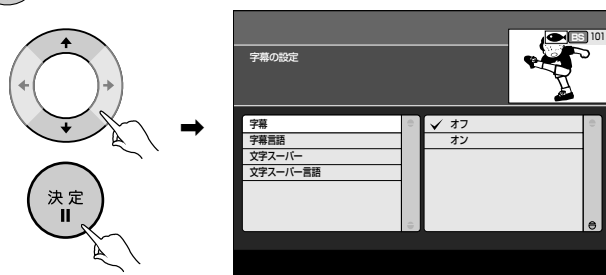 決定
BS 101
字幕の設定
字幕
字幕言語
文字スーパー
文字スーパー言語
✓ オフ
オン